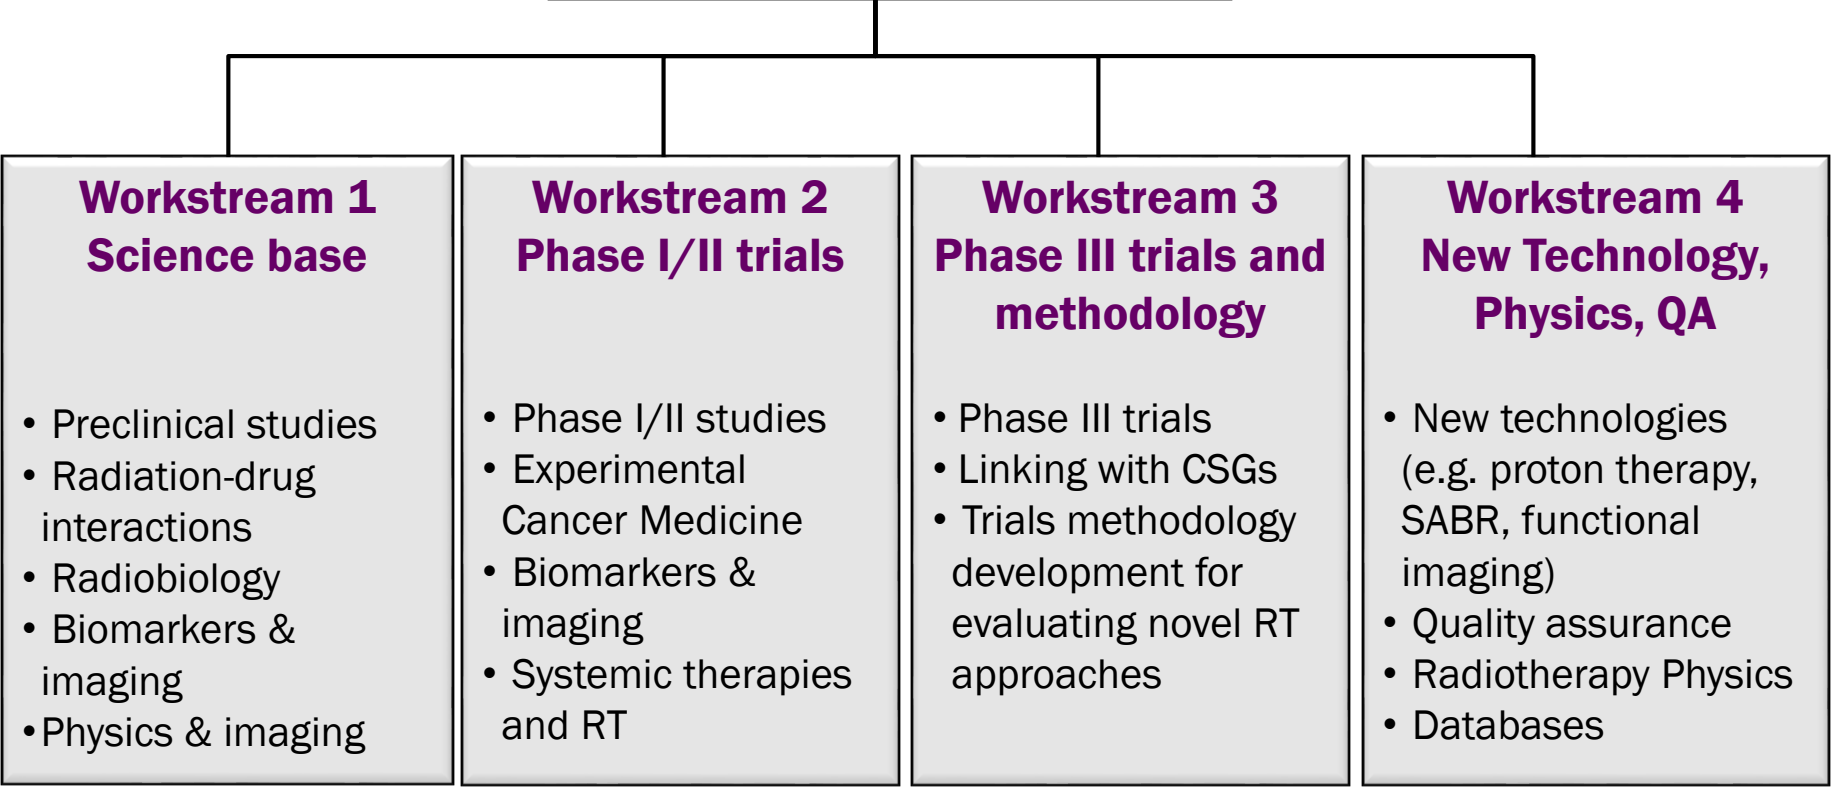 Workstream 1
Science base
• Preclinical studies
• Radiation-drug
interactions
• Radiobiology
• Biomarkers &
imaging
• Physics & imaging
Workstream 2
Phase I/II trials
• Phase I/II studies
• Experimental
Cancer Medicine
• Biomarkers &
imaging
• Systemic therapies
and RT
Workstream 3
Phase III trials and
methodology
• Phase III trials
• Linking with CSGs
• Trials methodology
development for
evaluating novel RT
approaches
Workstream 4
New Technology,
Physics, QA
• New technologies
(e.g. proton therapy,
SABR, functional
imaging)
• Quality assurance
• Radiotherapy Physics
• Databases